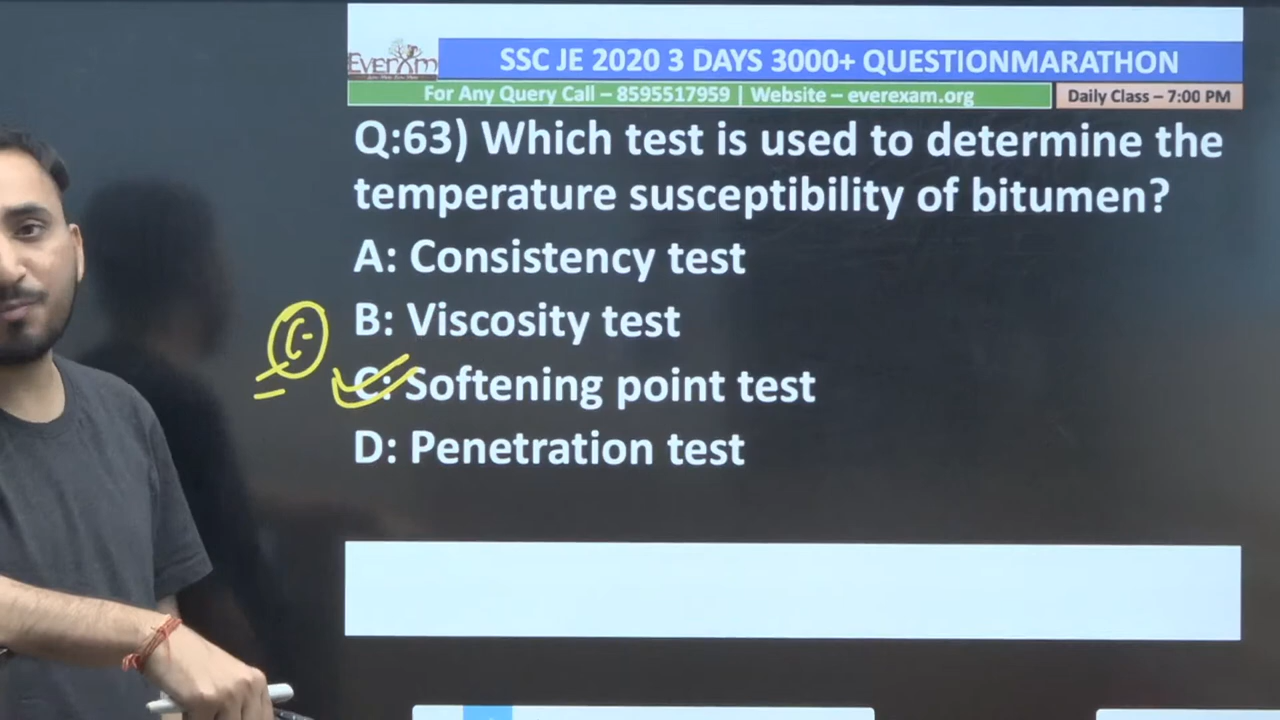 EVEREXAM
SSC JE 2020 3 DAYS 3000+ QUESTIONMARATHON
For Any Query Call – 8595517959 | Website – everexam.org
Daily Class – 7:00 PM
Q:63) Which test is used to determine the
temperature susceptibility of bitumen?
A: Consistency test
B: Viscosity test
C
C: Softening point test
D: Penetration test